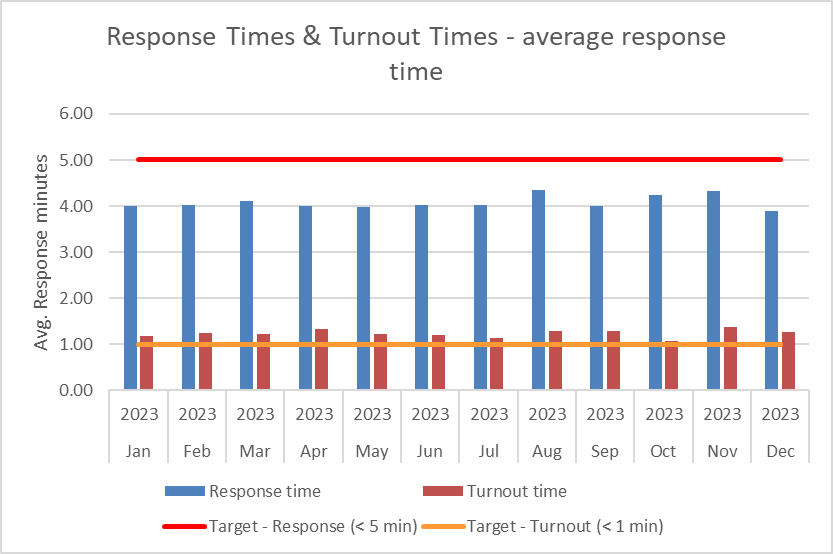 Response Times & Turnout Times - average response
time
Avg. Response minutes
6.00
5.00
4.00
3.00
2.00
1.00
0.00
2023 2023 2023 2023 2023 2023 2023 2023 2023 2023 2023 2023
Jan Feb Mar Apr May Jun Jul Aug Sep Oct Nov Dec
Response time Turnout time
Target - Response (< 5 min) Target - Turnout (< 1 min)